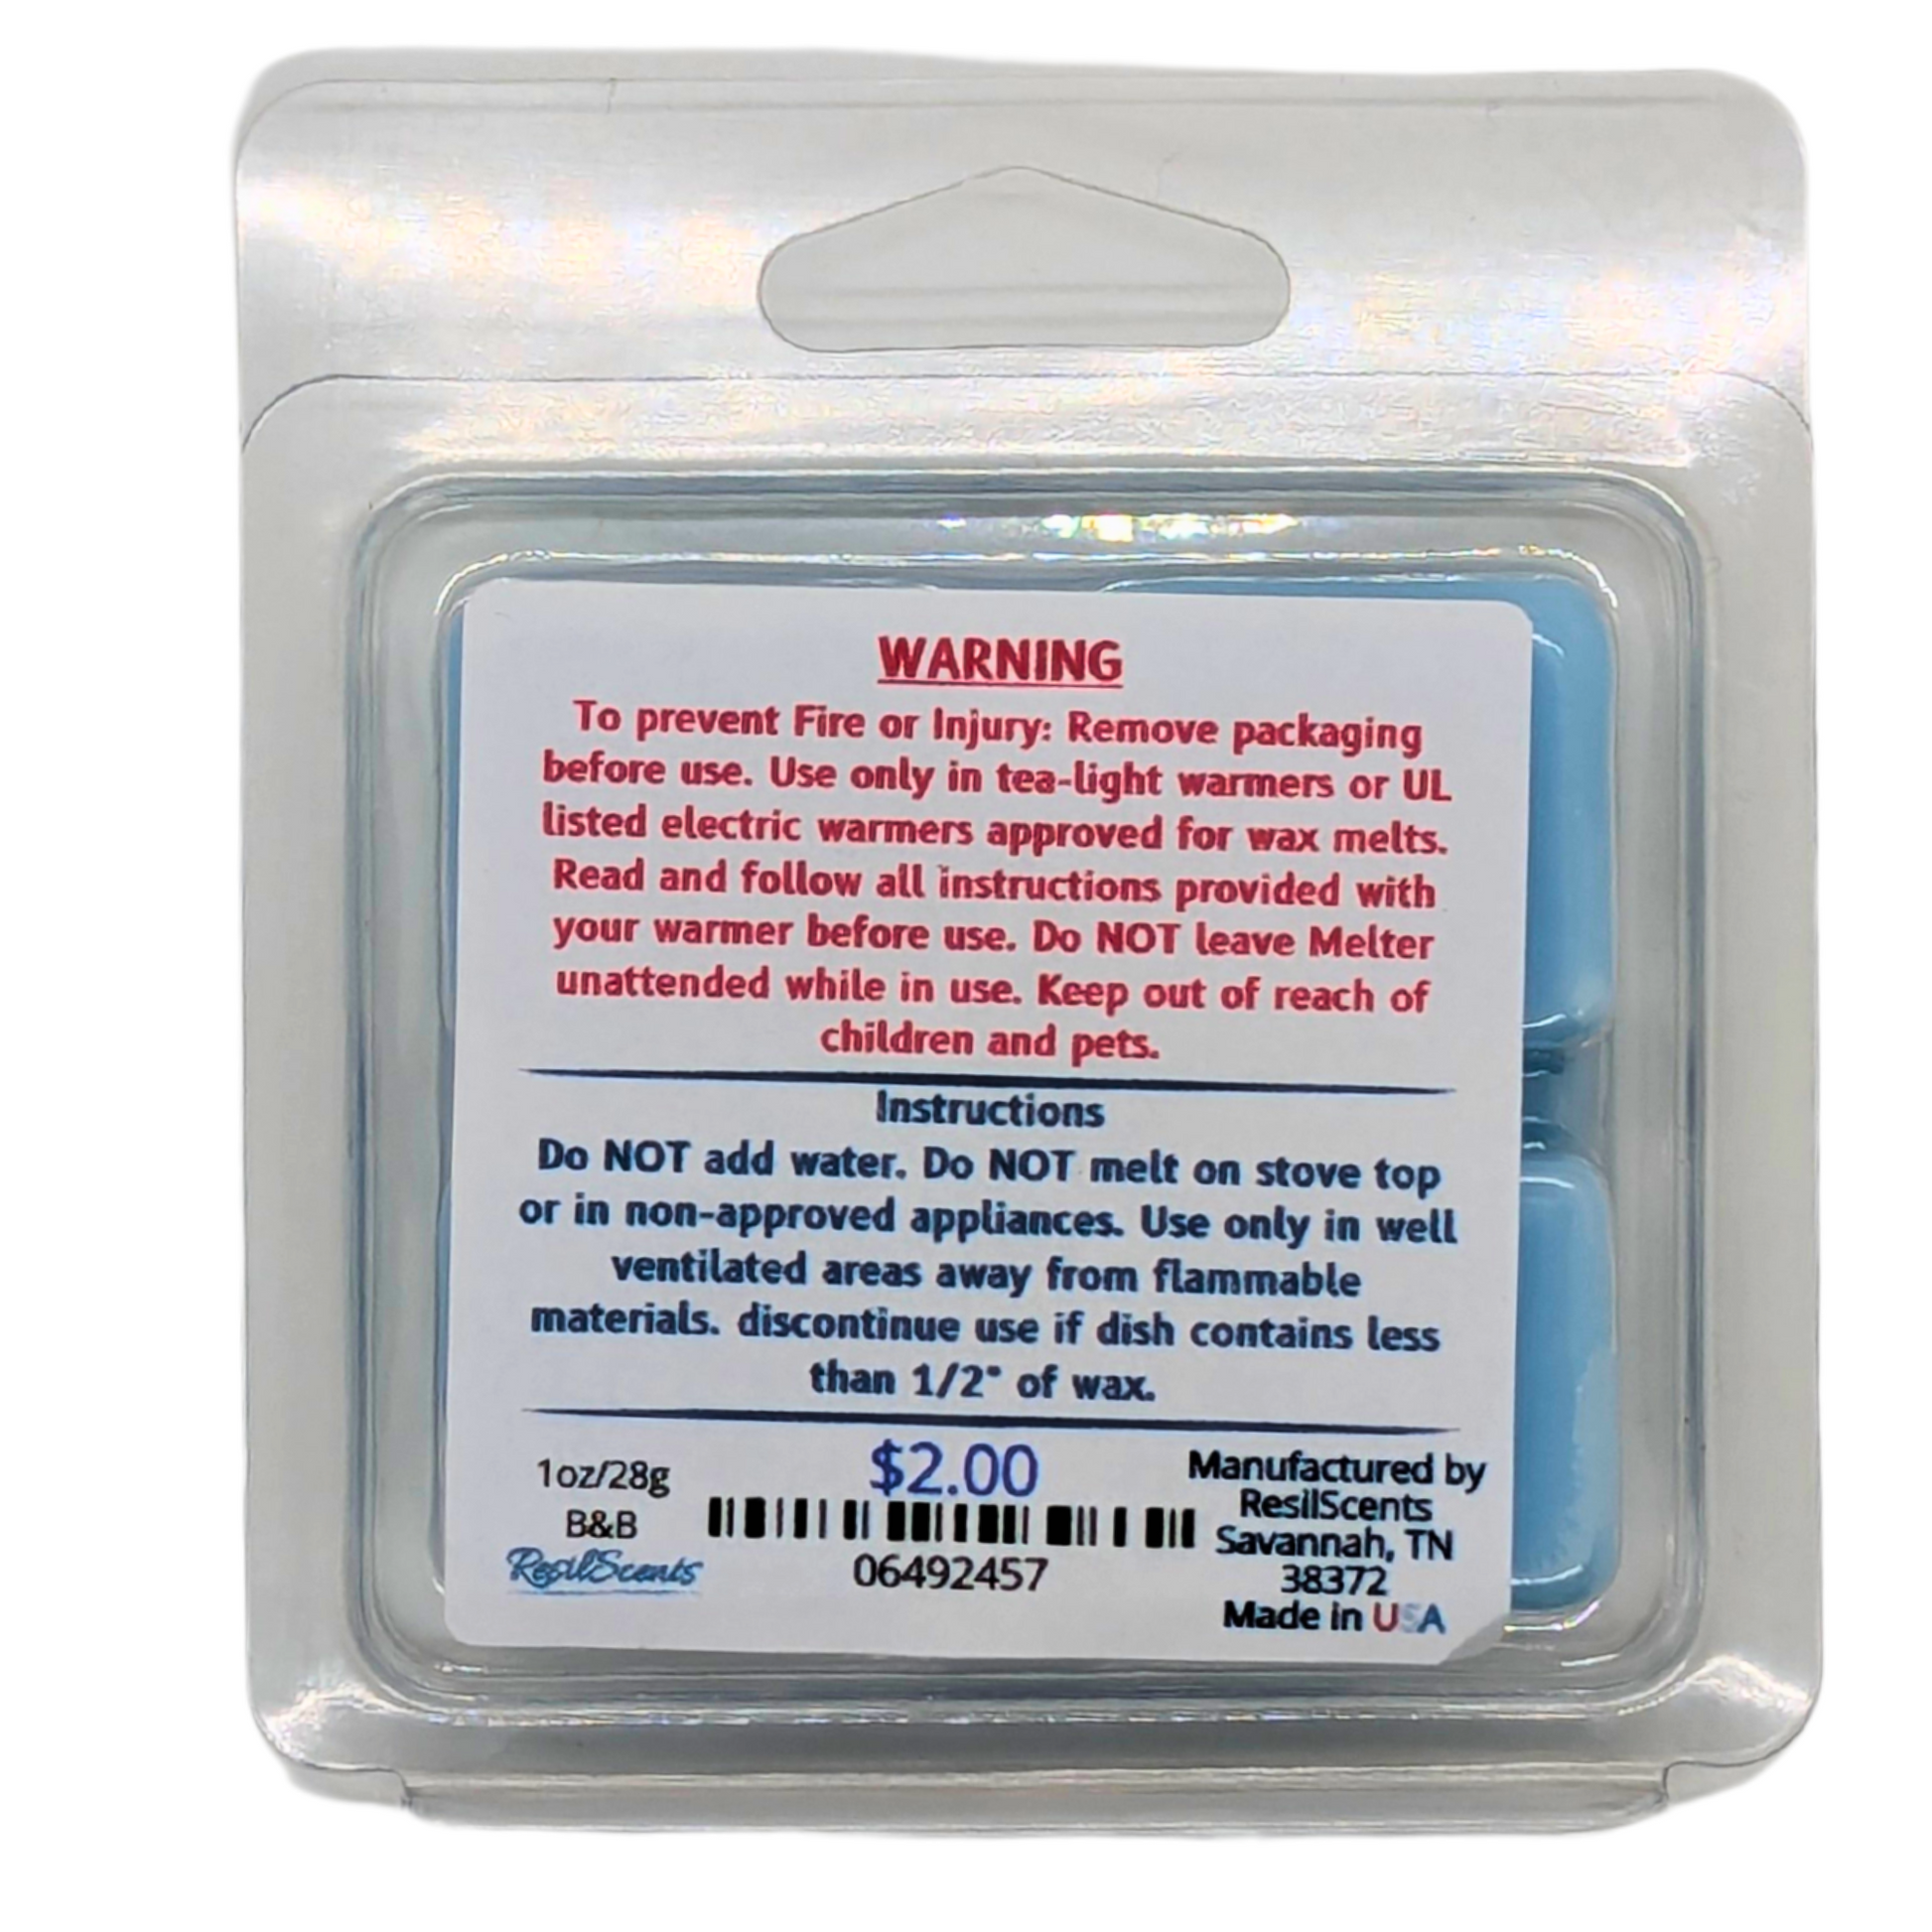 WARNING
To prevent Fire or Injury: Remove packaging
before use. Use only in tea-light warmers or UL
listed electric warmers approved for wax melts.
Read and follow all instructions provided with
your warmer before use. Do NOT leave Melter
unattended while in use. Keep out of reach of
children and pets.
Instructions
Do NOT add water. Do NOT melt on stove top
or in non-approved appliances. Use only in well
ventilated areas away from flammable
materials. discontinue use if dish contains less
than 1/2" of wax.
1oz/28g
B&B
ResilScents
$2.00
06492457
Manufactured by
ResilScents
Savannah, TN
38372
Made in USA